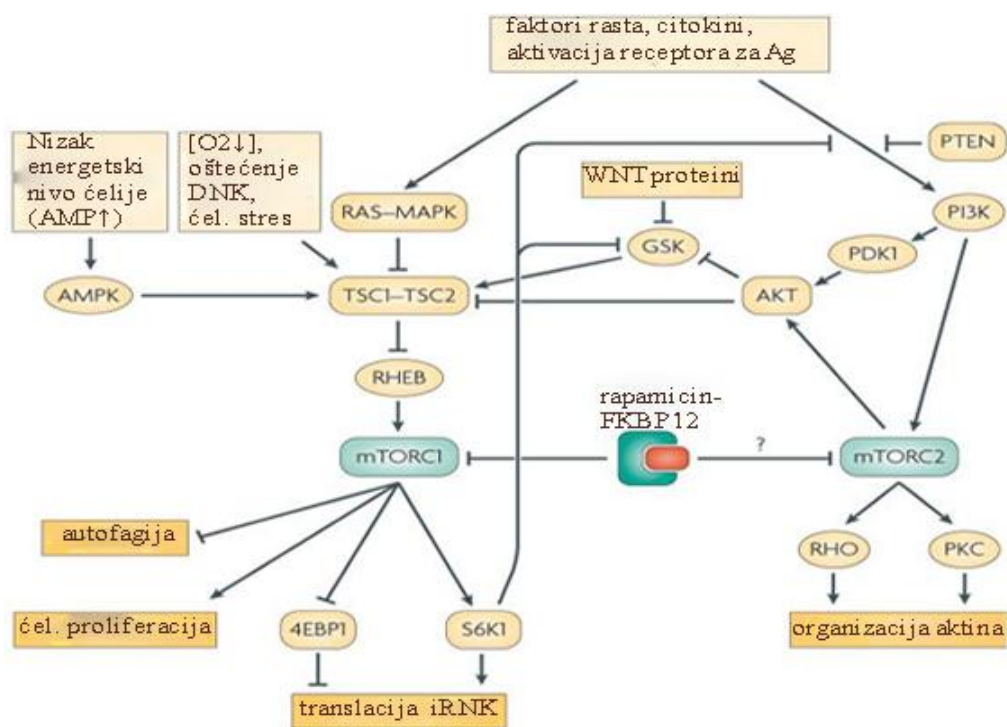 faktori rasta, citokini,
aktivacija receptora za Ag
Nizak
energetski
nivo ćelije
(AMP↑)
[O2↓],
oštećenje
DNK,
ćel. stres
PTEN
WNT proteini
RAS–MAPK
PI3K
GSK
PDK1
AMPK
TSC1–TSC2
AKT
RHEB
rapamicin-
FKBP12
mTORC1
?
mTORC2
autofagija
RHO
PKC
ćel. proliferacija
4EBP1
S6K1
organizacija aktina
translacija iRNK